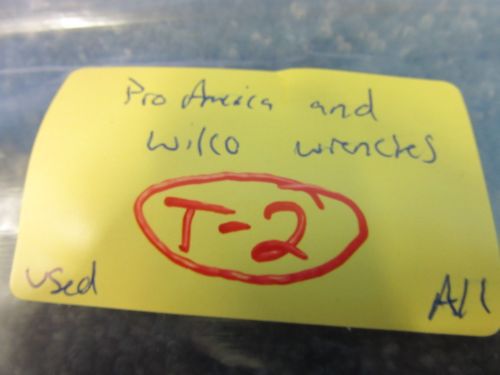 Pro America and
Wilco wrenches
T-2
used
All